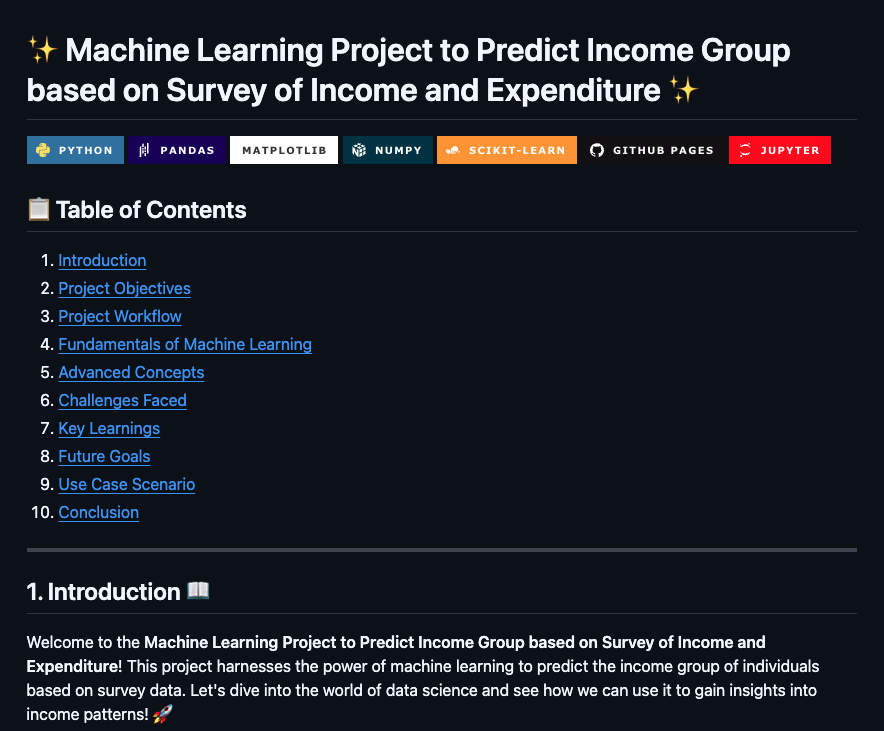 ✨ Machine Learning Project to Predict Income Group
based on Survey of Income and Expenditure ✨
PYTHON PANDAS MATPLOTLIB NUMPY SCIKIT-LEARN GITHUB PAGES JUPYTER
📋 Table of Contents
1. Introduction
2. Project Objectives
3. Project Workflow
4. Fundamentals of Machine Learning
5. Advanced Concepts
6. Challenges Faced
7. Key Learnings
8. Future Goals
9. Use Case Scenario
10. Conclusion
1. Introduction 📖
Welcome to the Machine Learning Project to Predict Income Group based on Survey of Income and
Expenditure! This project harnesses the power of machine learning to predict the income group of individuals
based on survey data. Let's dive into the world of data science and see how we can use it to gain insights into
income patterns! 🚀